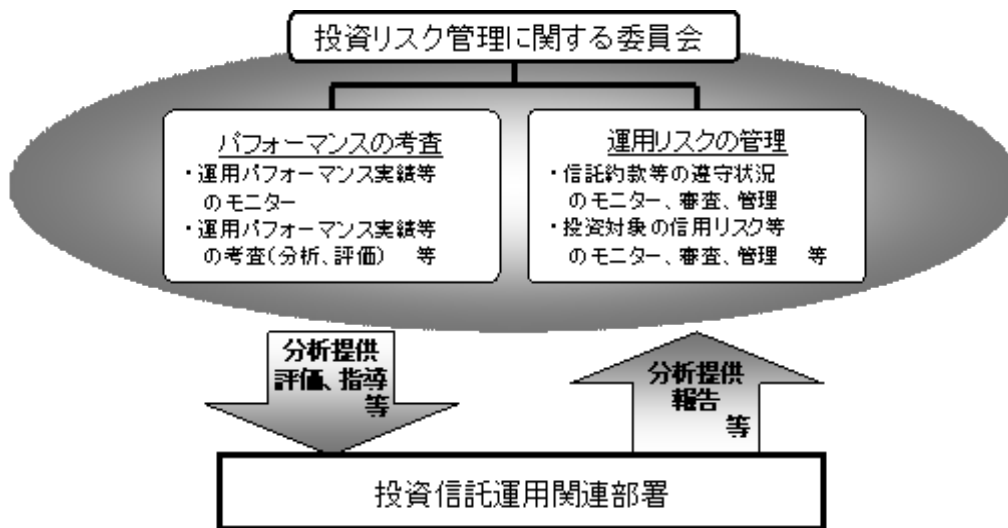 投資リスク管理に関する委員会
パフォーマンスの考査
・運用パフォーマンス実績等
のモニター
・運用パフォーマンス実績等
の考査(分析、評価) 等
運用リスクの管理
・信託約款等の遵守状況
のモニター、審査、管理
・投資対象の信用リスク等
のモニター、審査、管理 等
分析提供
評価、指導
等
分析提供
報告
等
投資信託運用関連部署